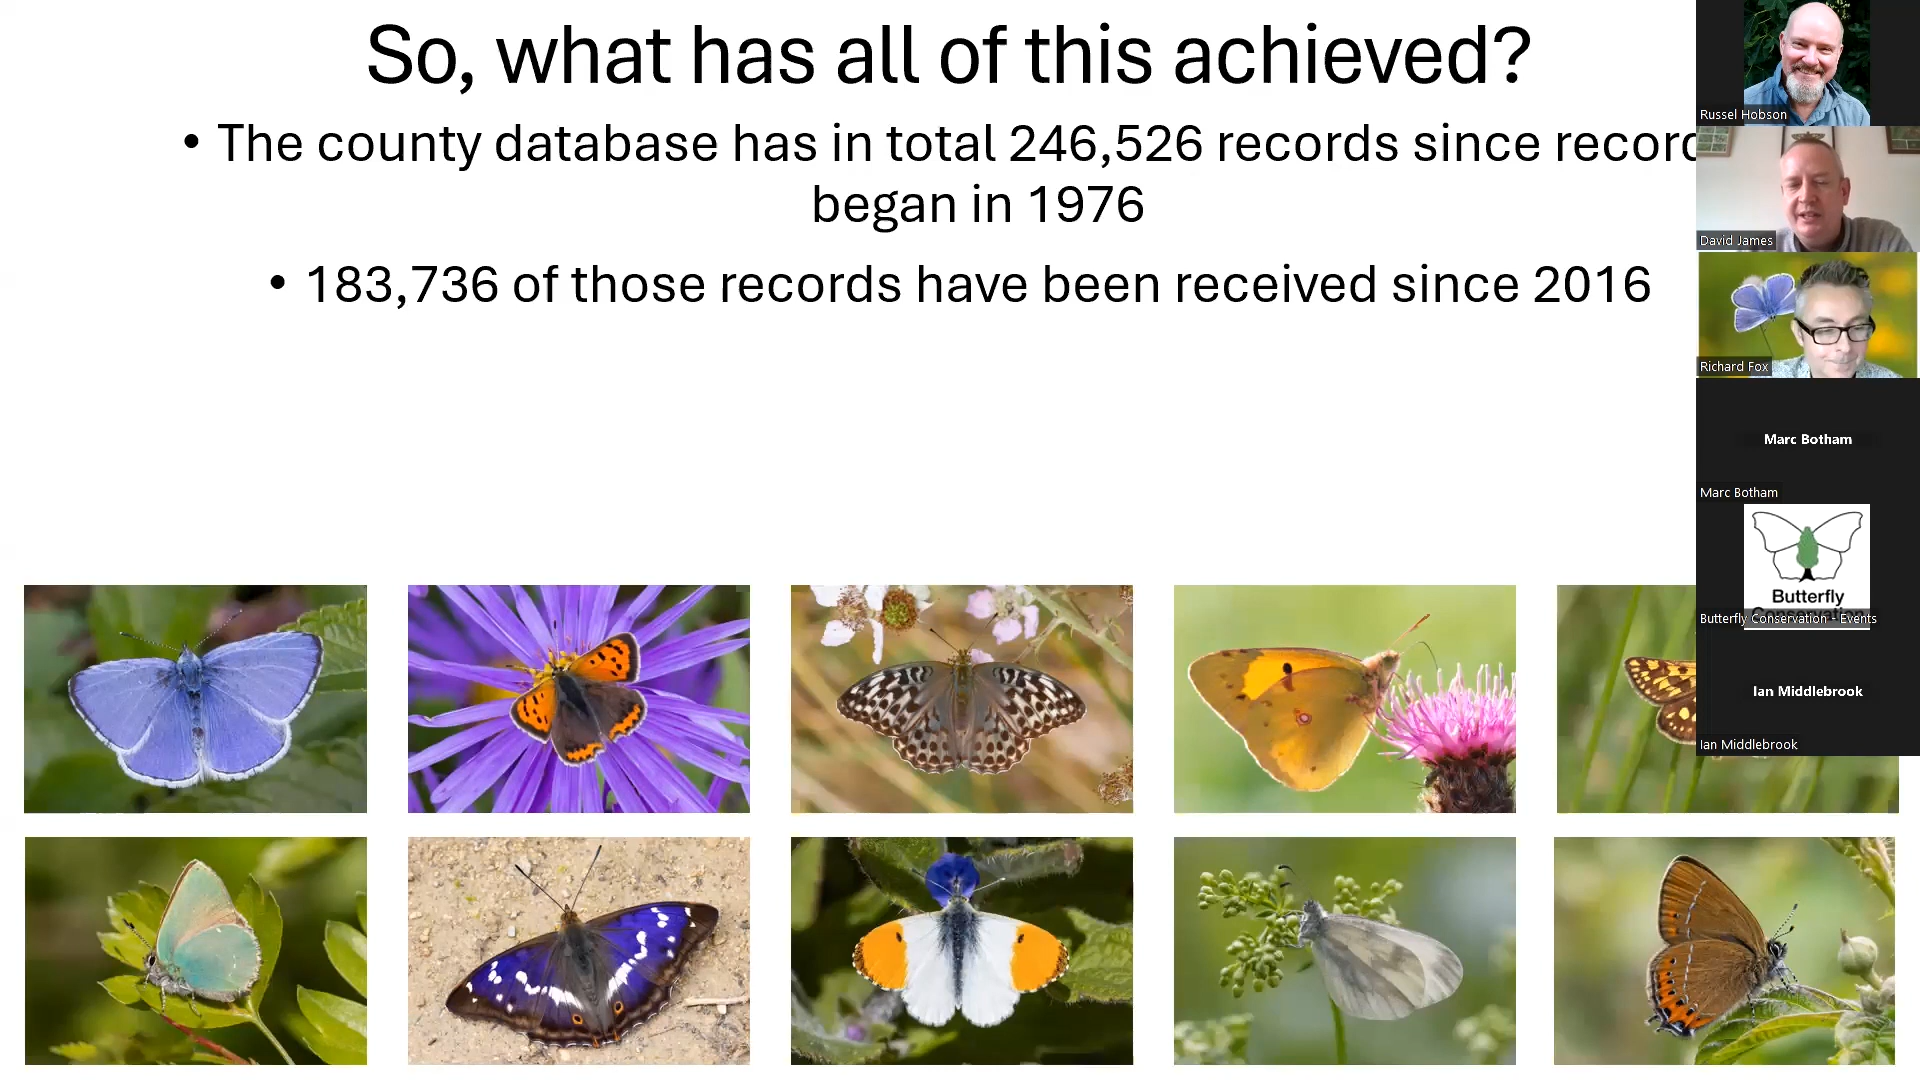 So, what has all of this achieved?
• The county database has in total 246,526 records since record
began in 1976
• 183,736 of those records have been received since 2016
Russel Hobson
David James
Richard Fox
Marc Botham
Marc Botham
Butterfly
Conservation
Butterfly Conservation - Events
Ian Middlebrook
Ian Middlebrook